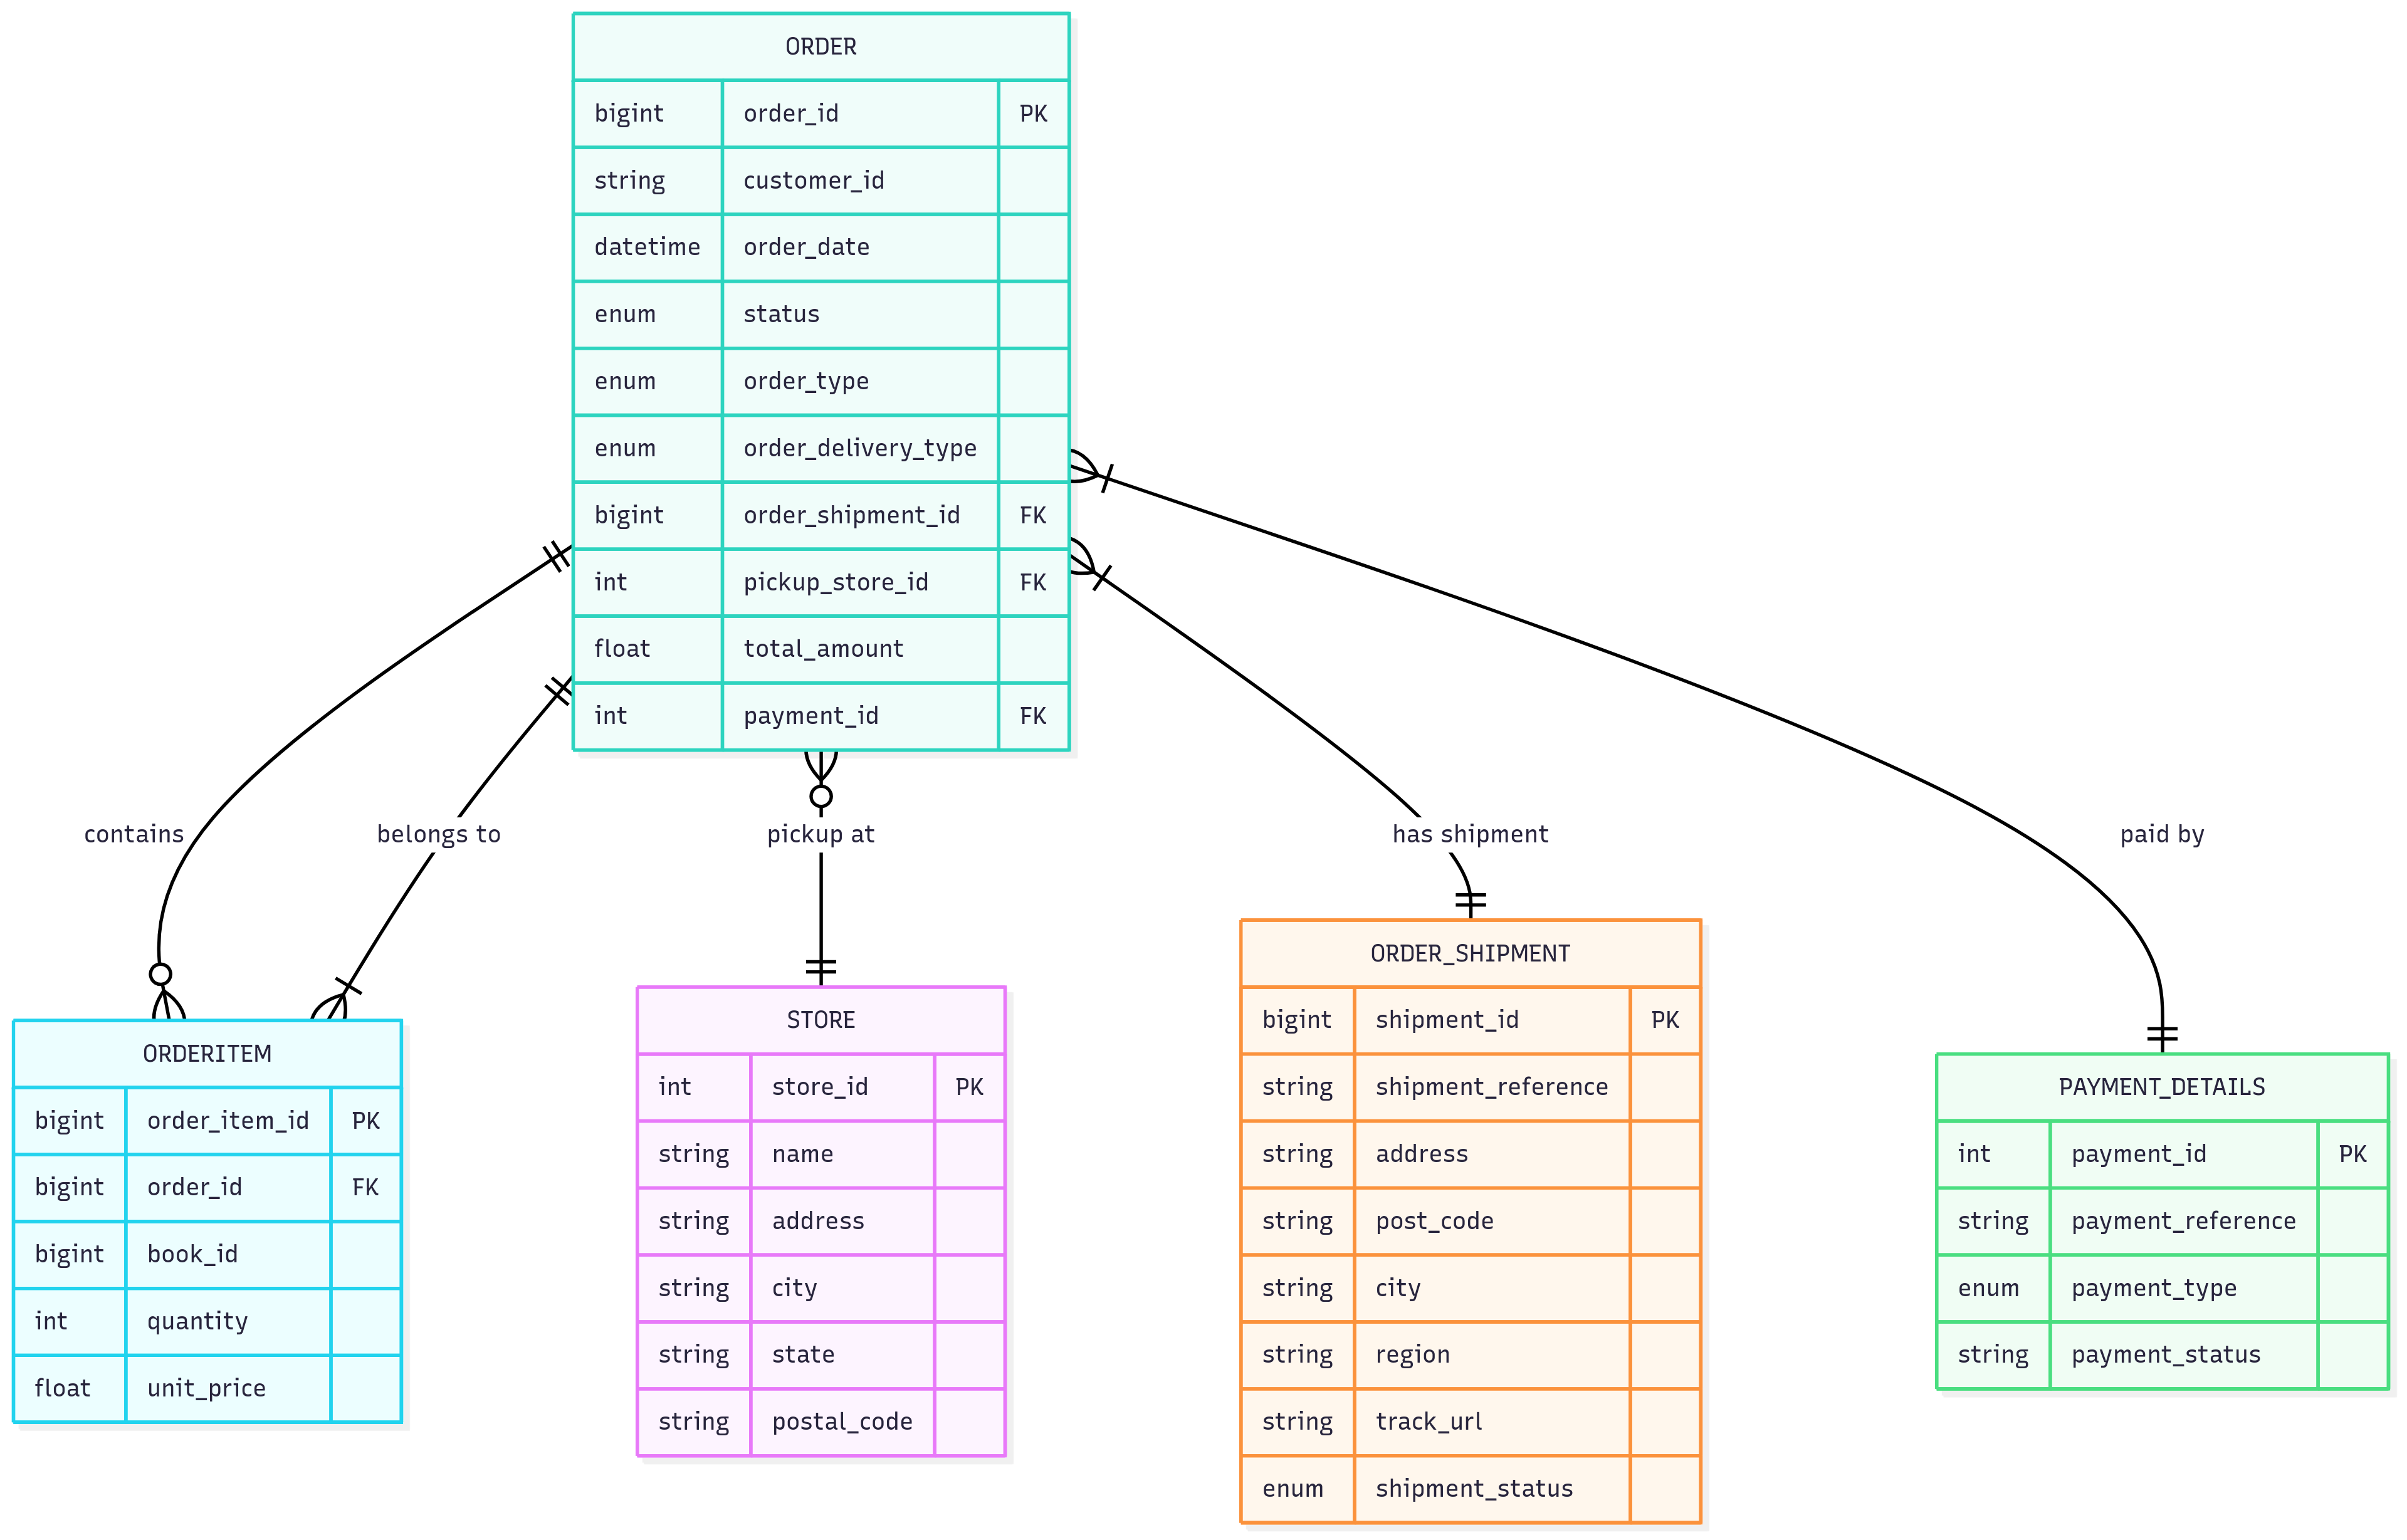 ORDER
bigint order_id PK
string customer_id
datetime order_date
enum status
enum order_type
enum order_delivery_type
bigint order_shipment_id FK
int pickup_store_id FK
float total_amount
int payment_id FK
contains
belongs to
pickup at
has shipment
paid by
ORDERITEM
bigint order_item_id PK
bigint order_id FK
bigint book_id
int quantity
float unit_price
STORE
int store_id PK
string name
string address
string city
string state
string postal_code
ORDER_SHIPMENT
bigint shipment_id PK
string shipment_reference
string address
string post_code
string city
string region
string track_url
enum shipment_status
PAYMENT_DETAILS
int payment_id PK
string payment_reference
enum payment_type
string payment_status